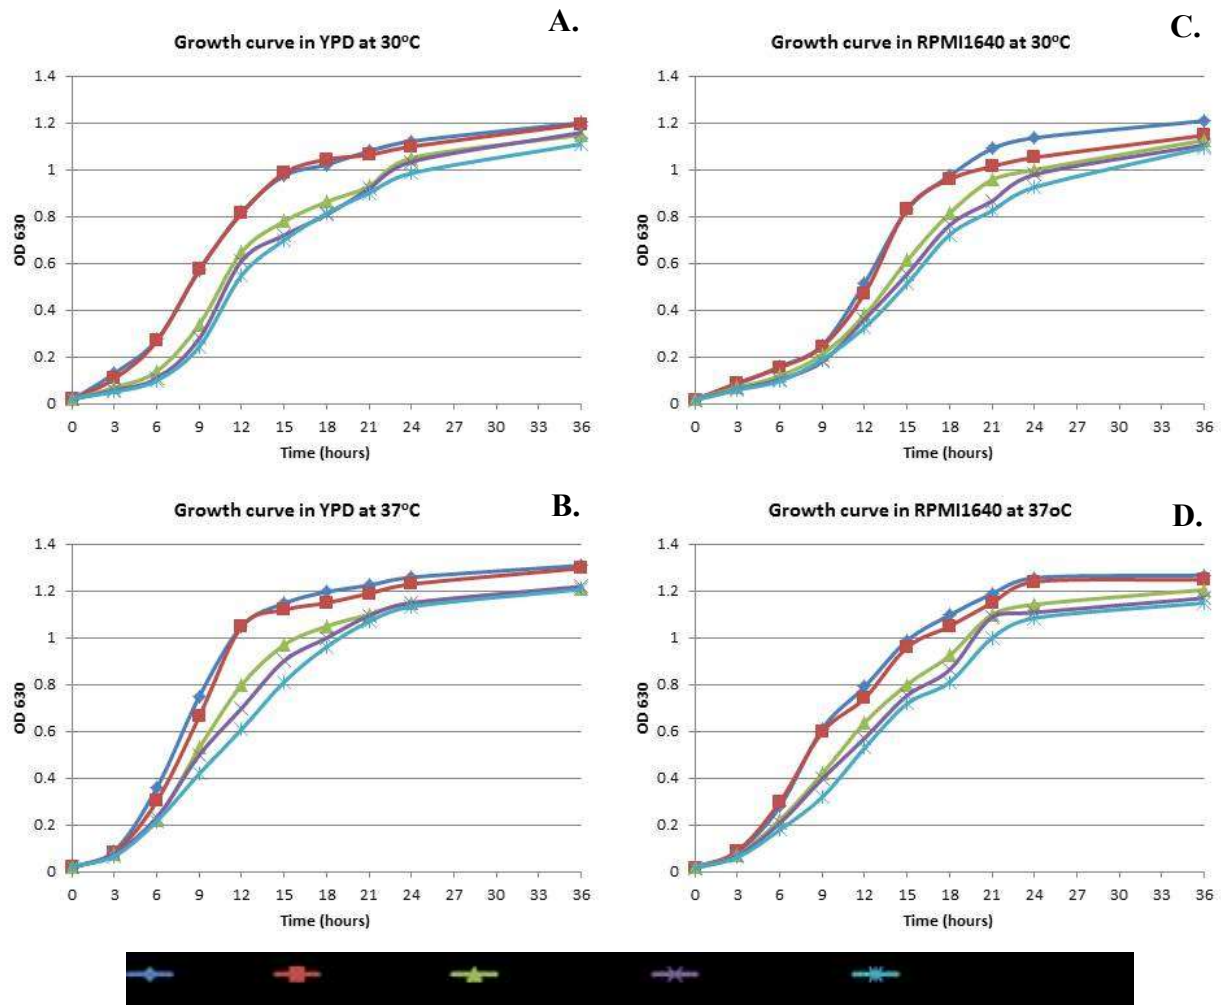 A.
Growth curve in YPD at 30°C
1.4
1.2
1
0.8
0.6
0.4
0.2
0
OD 630
0 3 6 9 12 15 18 21 24 27 30 33 36
Time (hours)
C.
Growth curve in RPMI1640 at 30°C
1.4
1.2
1
0.8
0.6
0.4
0.2
0
OD 630
0 3 6 9 12 15 18 21 24 27 30 33 36
Time (hours)
B.
Growth curve in YPD at 37°C
1.4
1.2
1
0.8
0.6
0.4
0.2
0
OD 630
0 3 6 9 12 15 18 21 24 27 30 33 36
Time (hours)
D.
Growth curve in RPMI1640 at 37oC
1.4
1.2
1
0.8
0.6
0.4
0.2
0
OD 630
0 3 6 9 12 15 18 21 24 27 30 33 36
Time (hours)